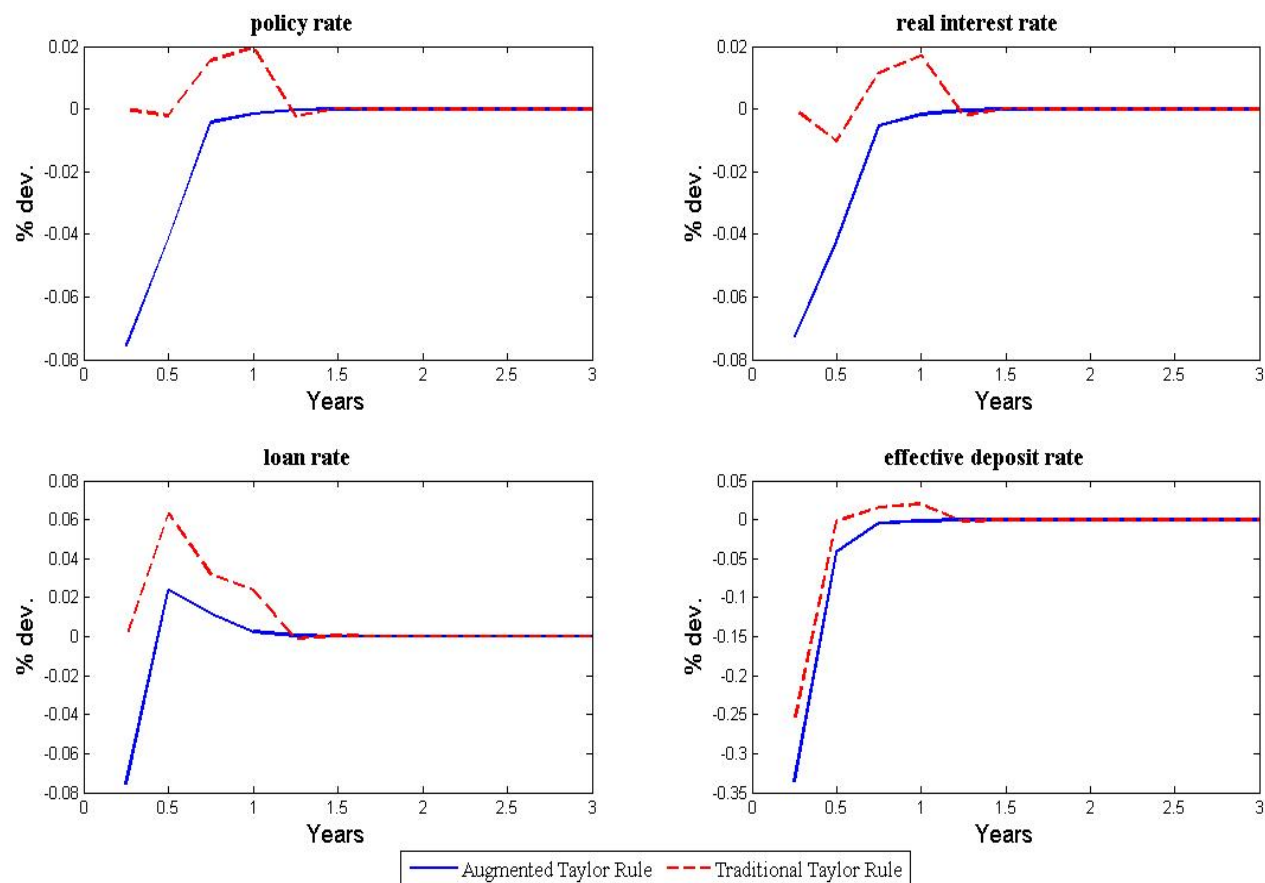 policy rate
0.02
0
-0.02
-0.04
-0.06
-0.08
% dev.
0 0.5 1 1.5 2 2.5 3
Years
real interest rate
0.02
0
-0.02
-0.04
-0.06
-0.08
% dev.
0 0.5 1 1.5 2 2.5 3
Years
loan rate
0.08
0.06
0.04
0.02
0
-0.02
-0.04
-0.06
-0.08
% dev.
0 0.5 1 1.5 2 2.5 3
Years
effective deposit rate
0.05
0
-0.05
-0.1
-0.15
-0.2
-0.25
-0.3
-0.35
% dev.
0 0.5 1 1.5 2 2.5 3
Years
Augmented Taylor Rule Traditional Taylor Rule